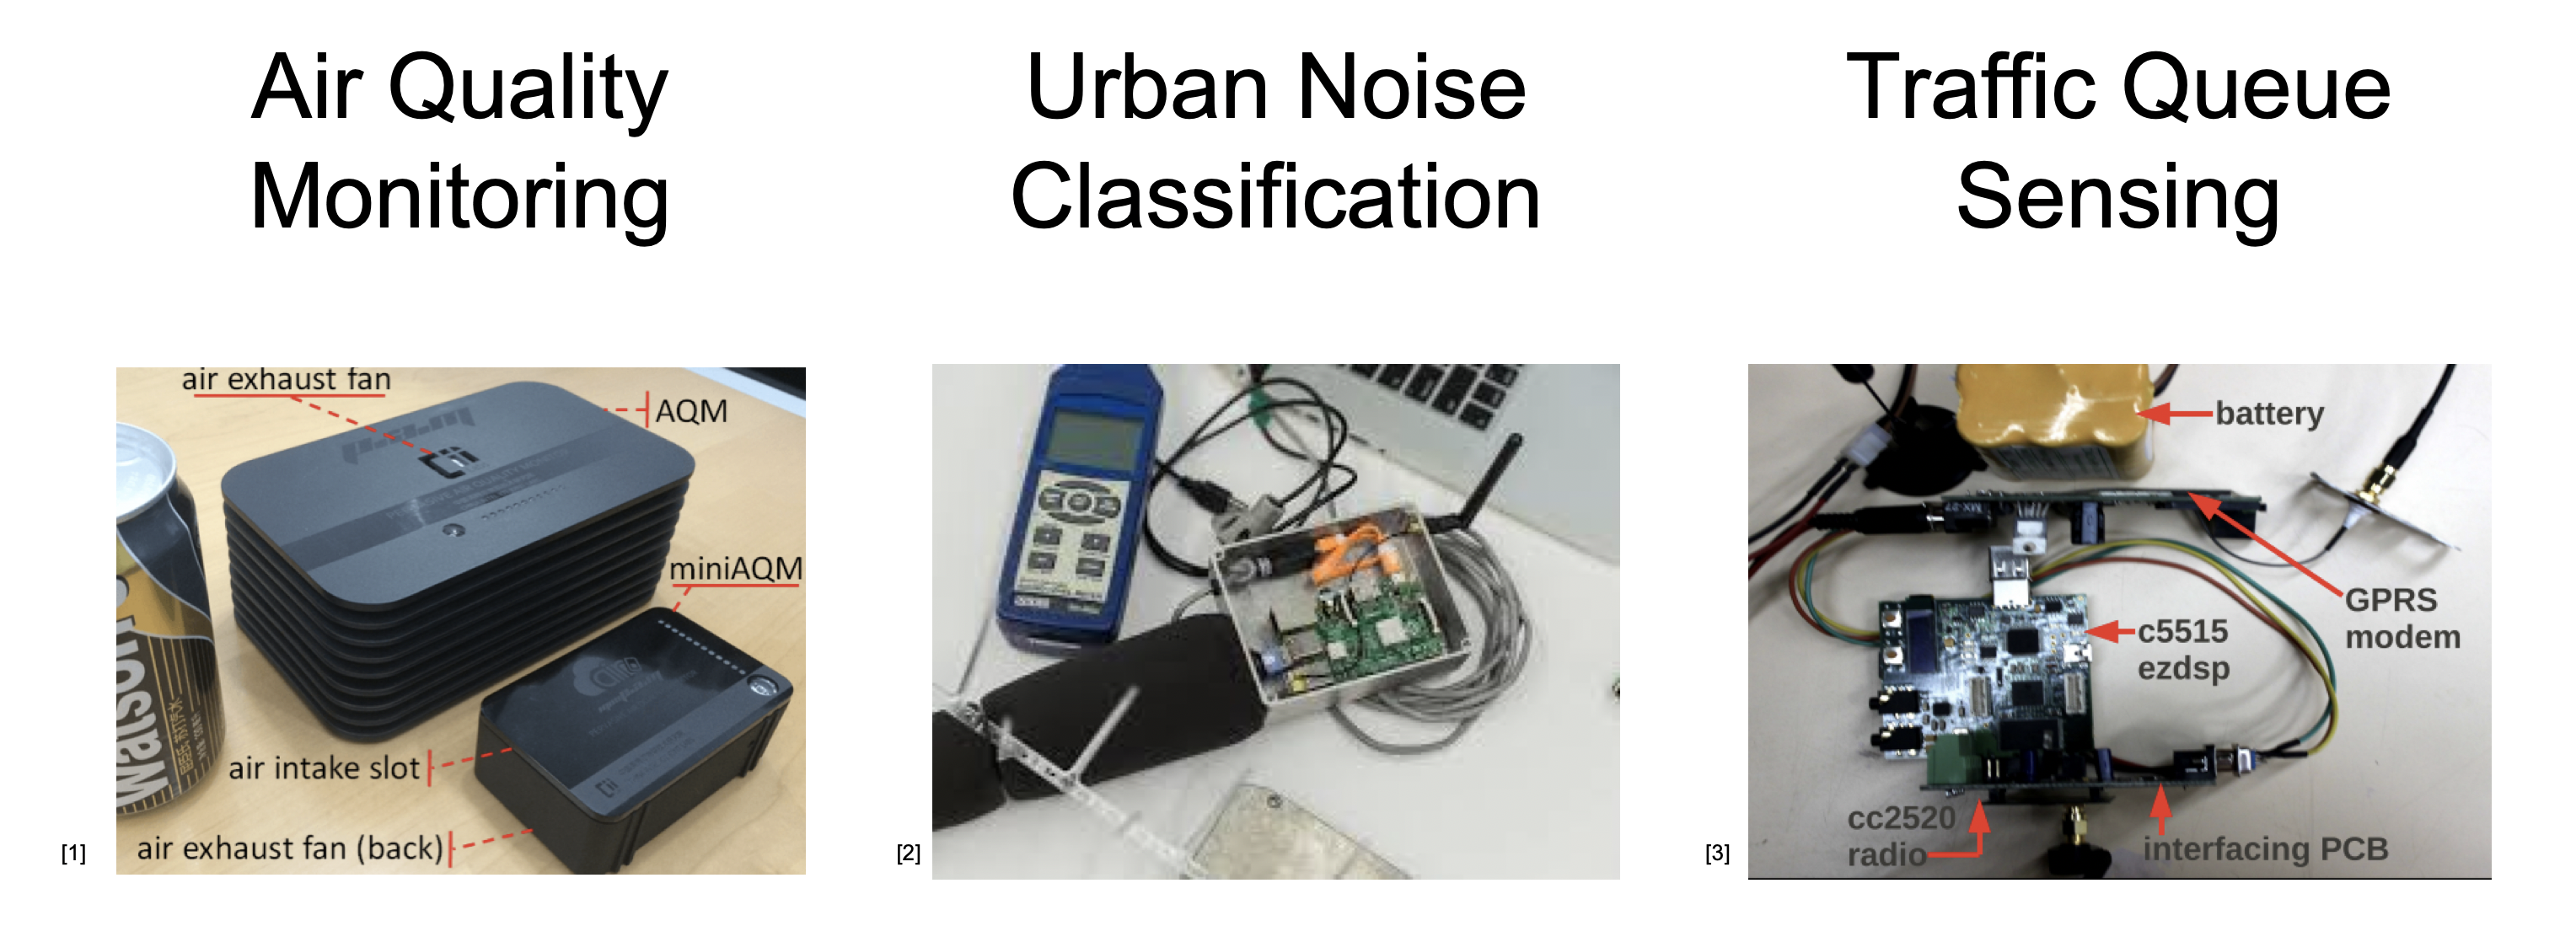 Air Quality
Monitoring
Urban Noise
Classification
Traffic Queue
Sensing
air exhaust fan
AQM
miniAQM
air intake slot
air exhaust fan (back)
[1]
Watson
[2]
[3]
battery
GPRS
modem
c5515
ezdsp
cc2520
radio
interfacing PCB